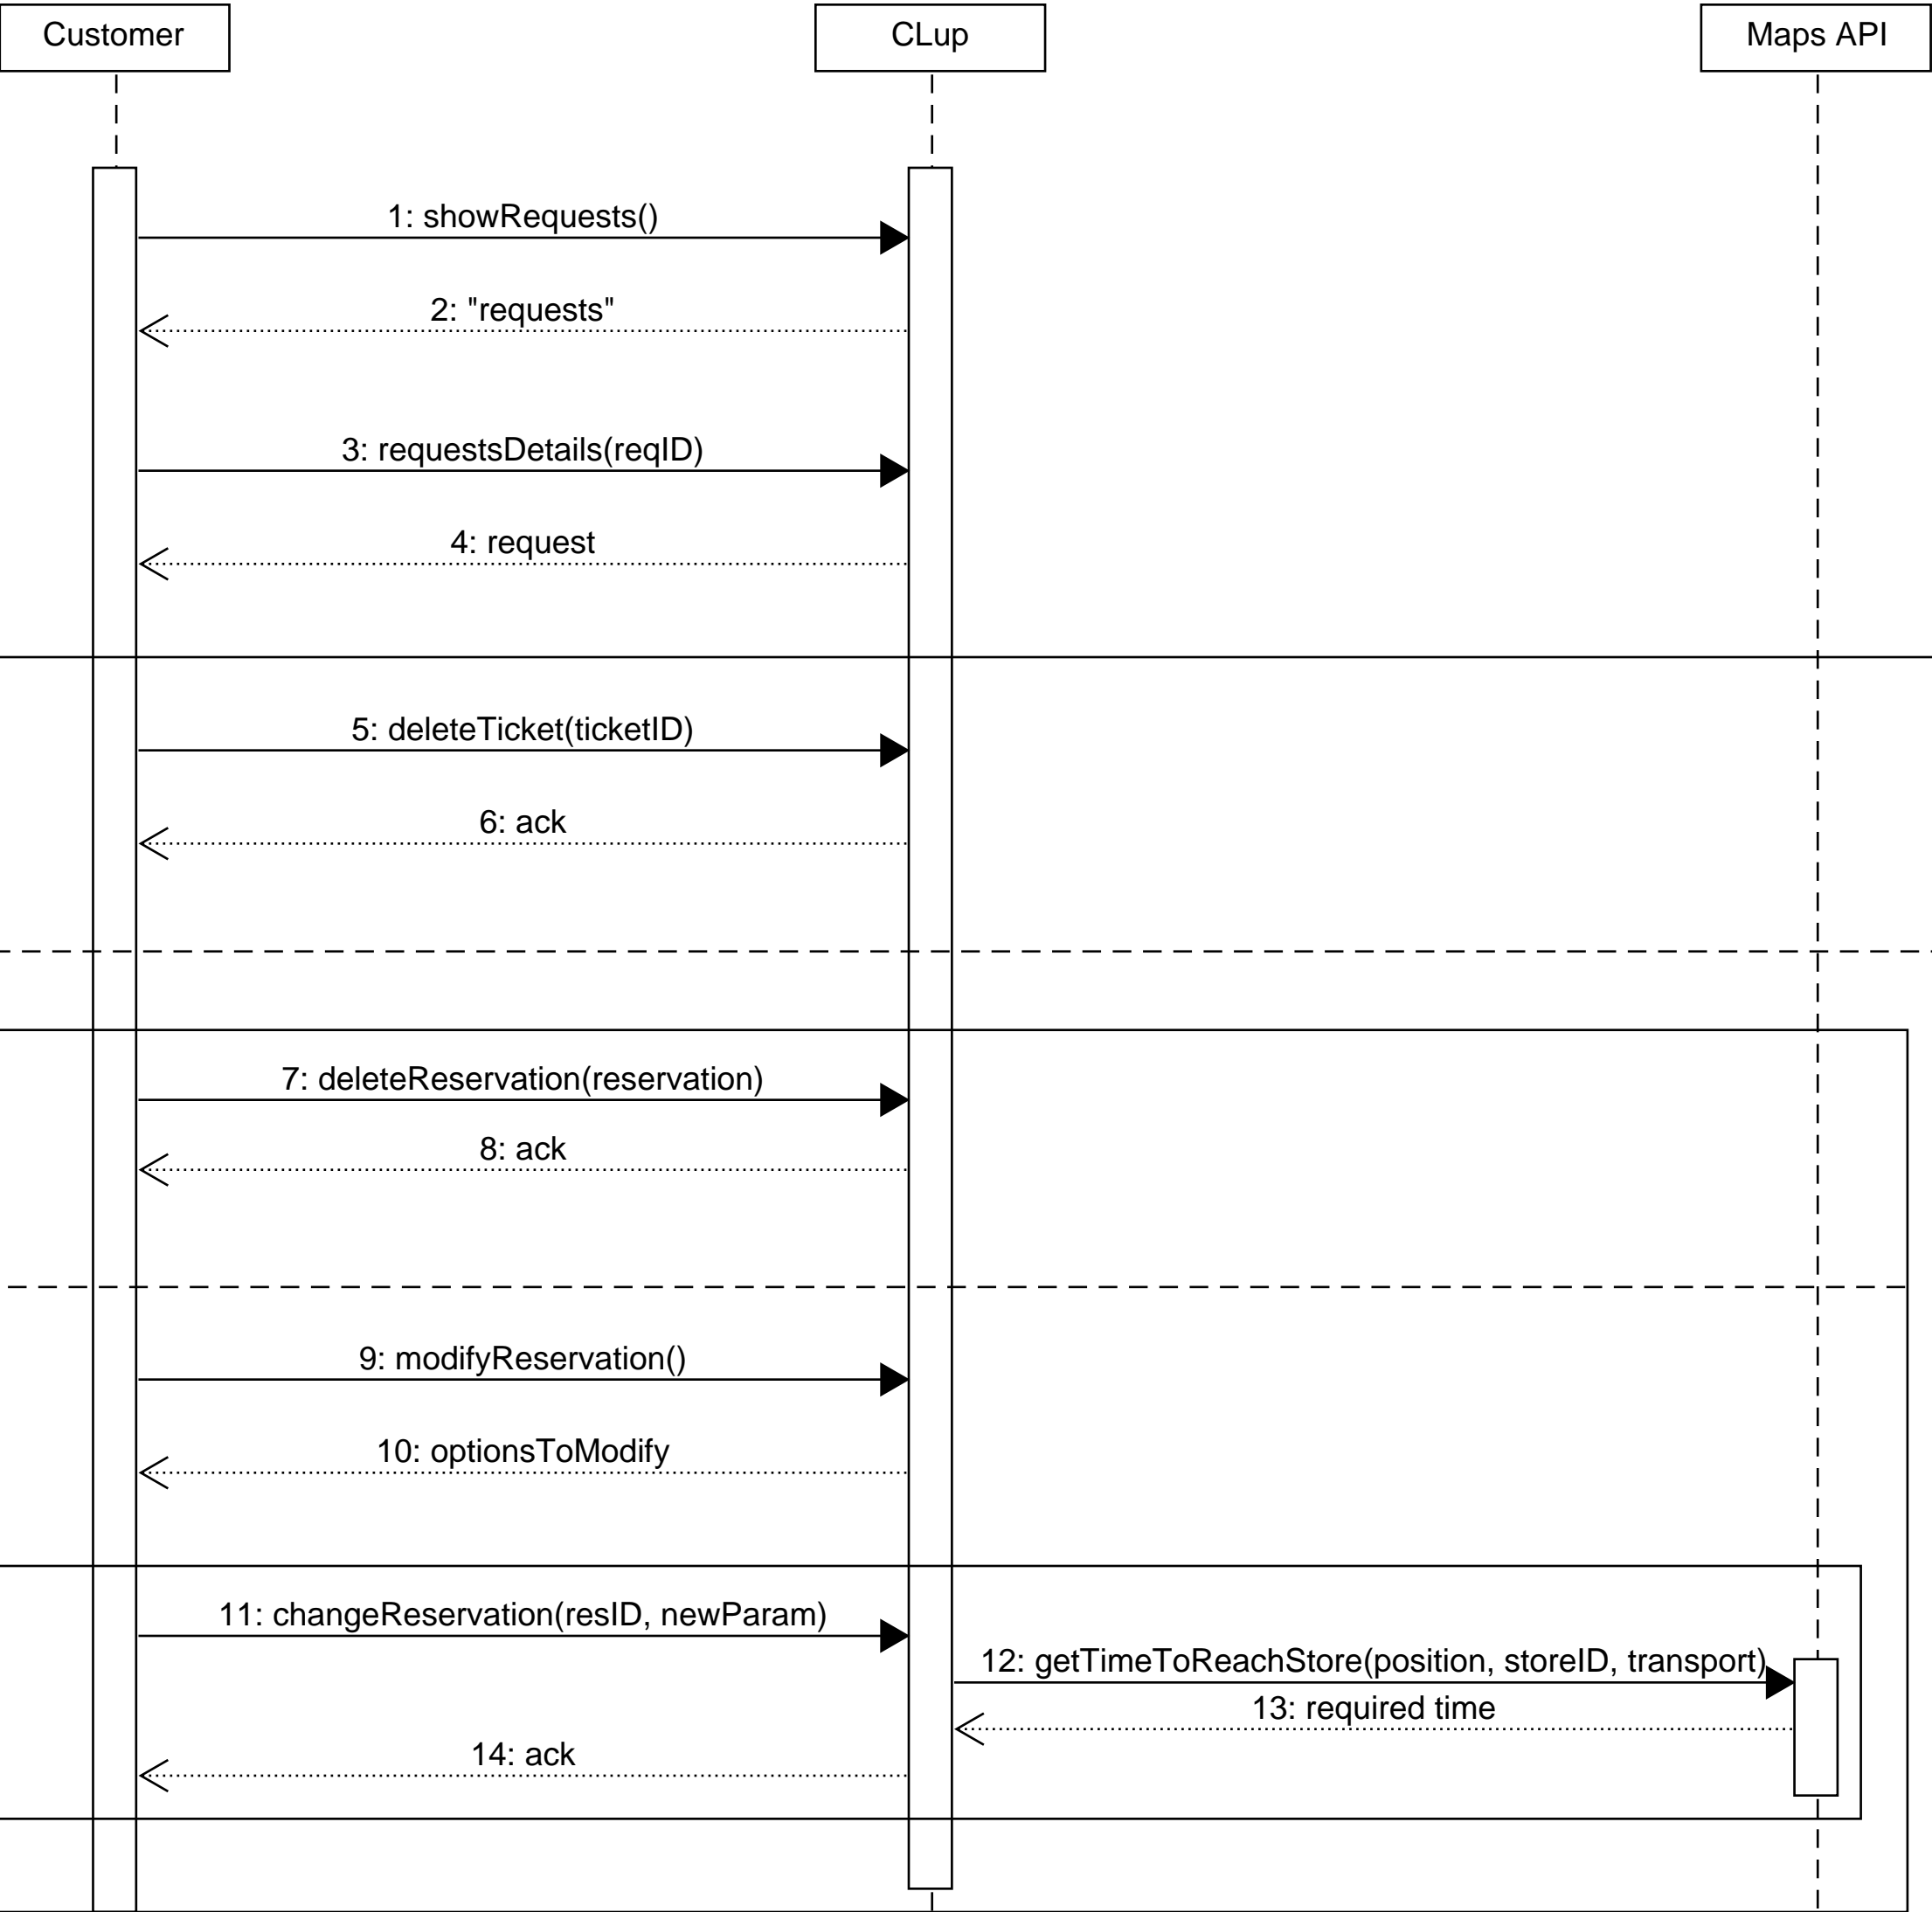 Customer
CLup
Maps API
1: showRequests()
2: "requests"
3: requestsDetails(reqID)
4: request
5: deleteTicket(ticketID)
6: ack
7: deleteReservation(reservation)
8: ack
9: modifyReservation()
10: optionsToModify
11: changeReservation(resID, newParam)
12: getTimeToReachStore(position, storeID, transport)
13: required time
14: ack